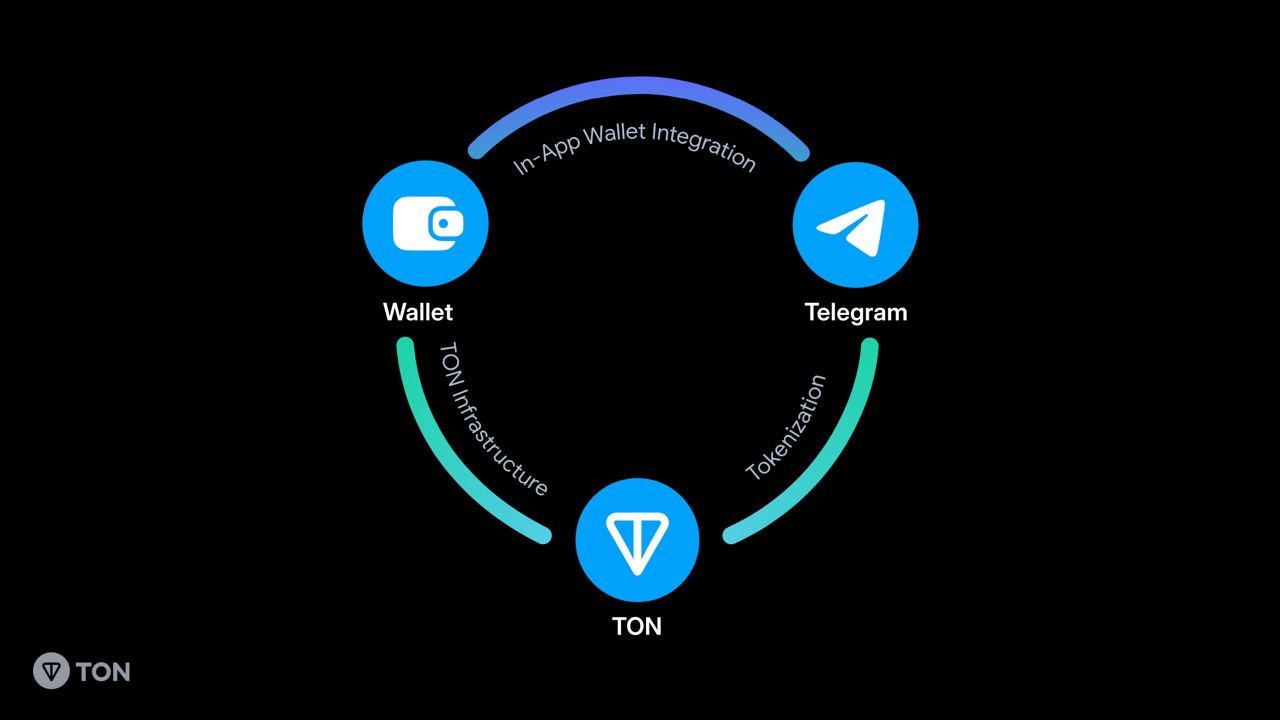 In-App Wallet Integration
Wallet
Telegram
TON Infrastructure
Tokenization
TON
TON